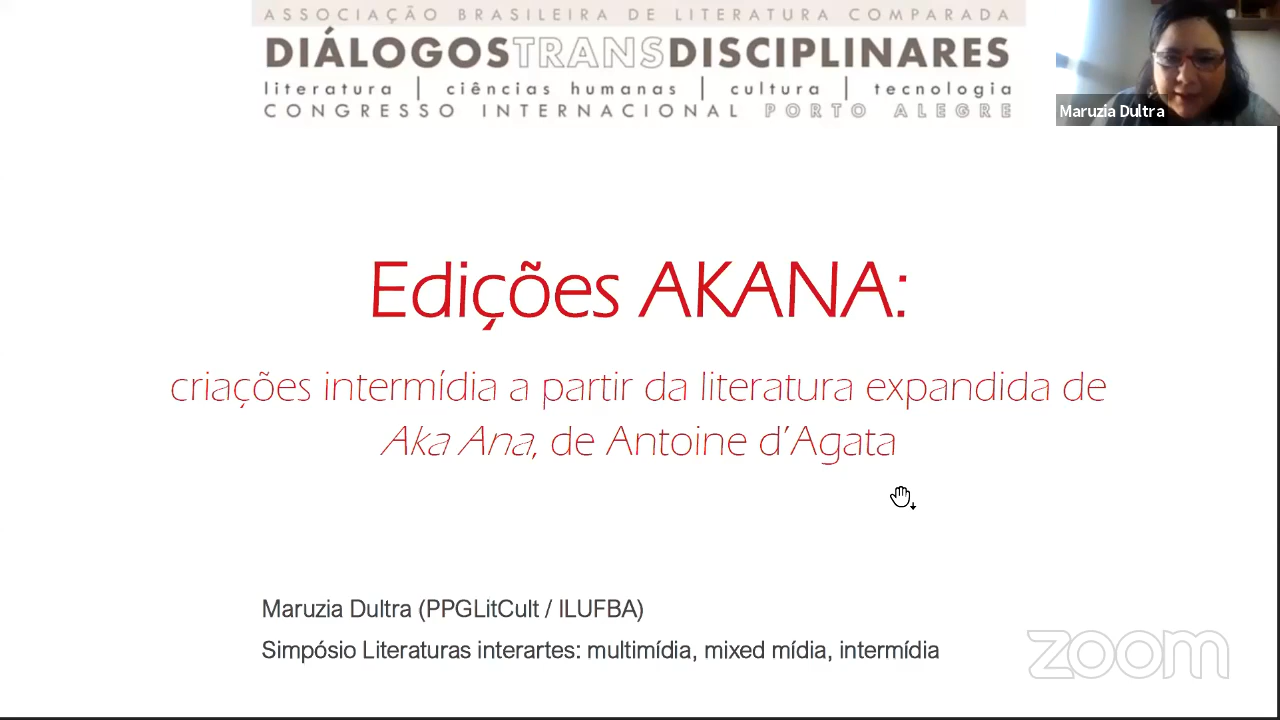 ASSOCIAÇÃO BRASILEIRA DE LITERATURA COMPARADA
DIÁLOGOSTRANSDISCIPLINARES
literatura | ciências humanas | cultura | tecnologia
CONGRESSO INTERNACIONAL PORTO ALEGRE
Maruzia Dultra
Edições AKANA:
criações intermídia a partir da literatura expandida de
Aka Ana, de Antoine d’Agata
Maruzia Dultra (PPGLitCult / ILUFBA)
Simpósio Literaturas interartes: multimídia, mixed mídia, intermídia
zoom